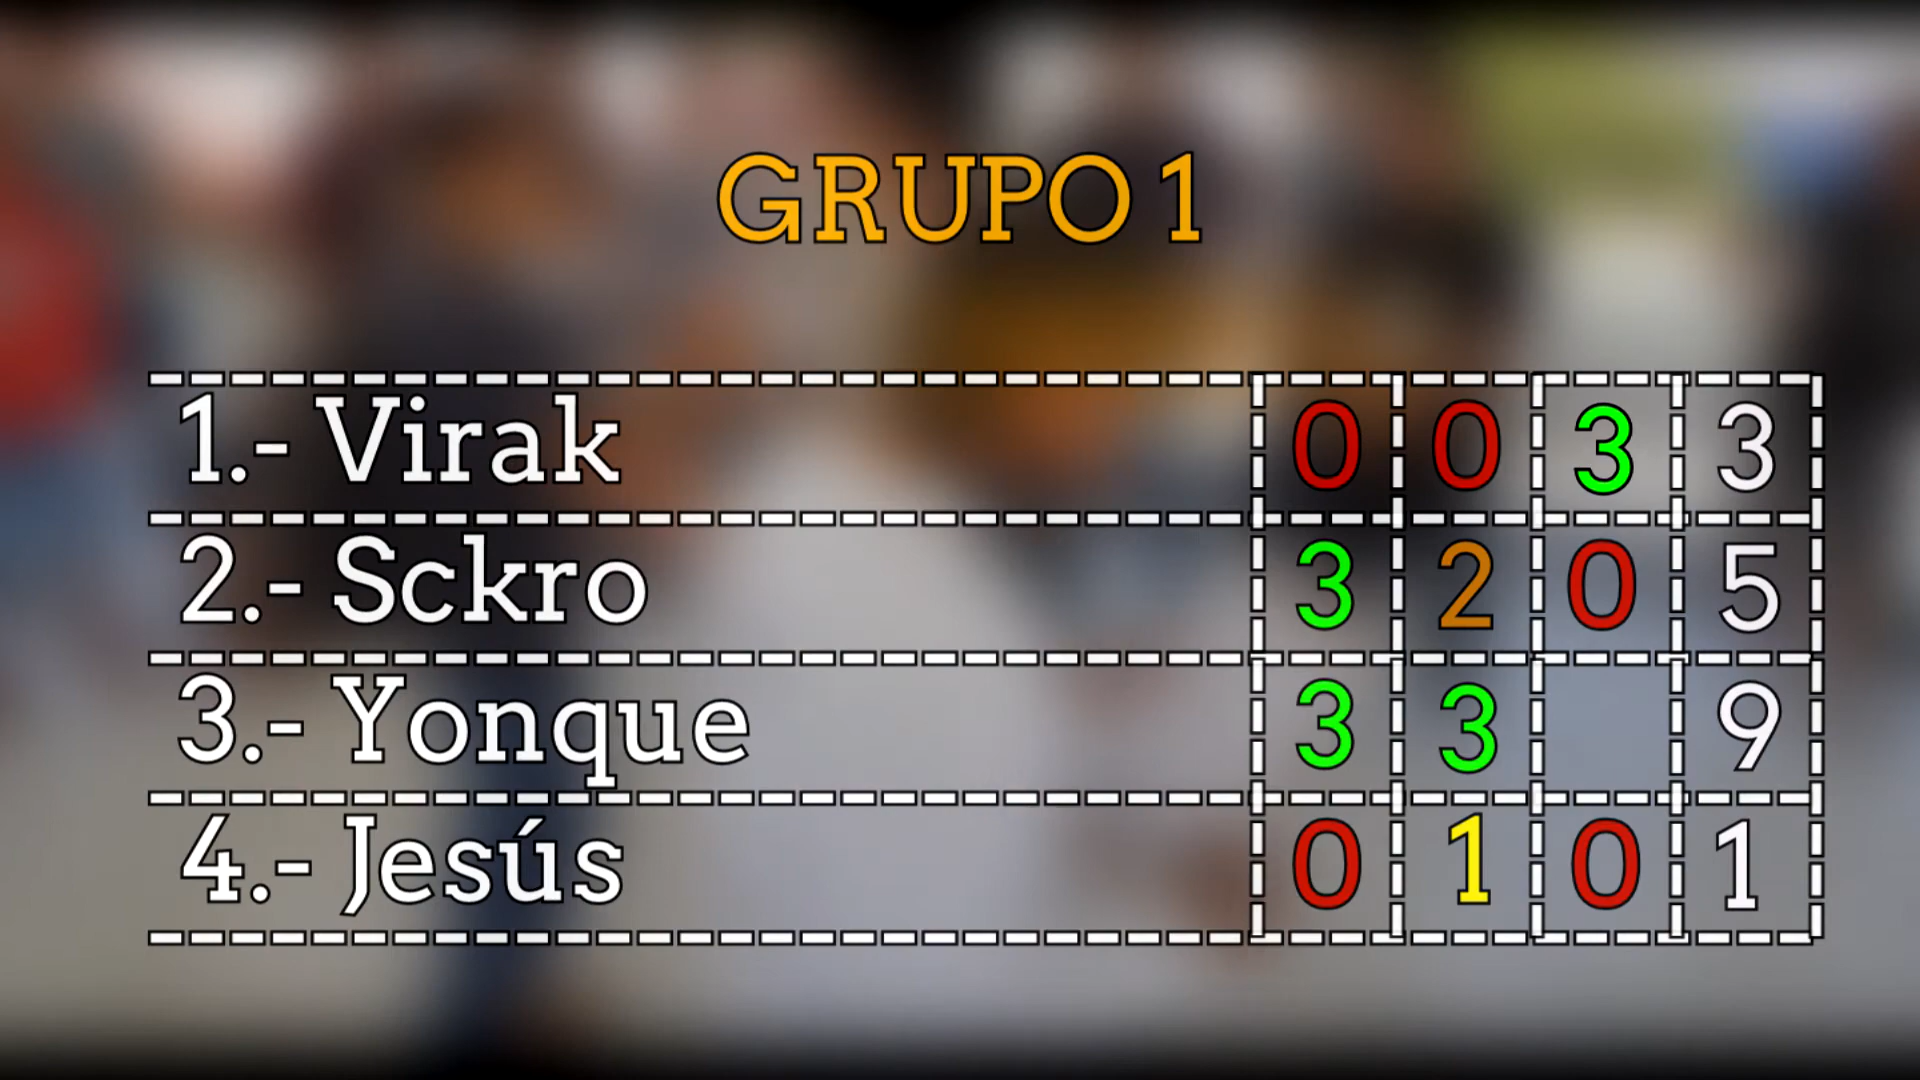 GRUPO 1
1.- Virak 0 0 3 3
2.- Sckro 3 2 0 5
3.- Yonque 3 3 9
4.- Jesús 0 1 0 1